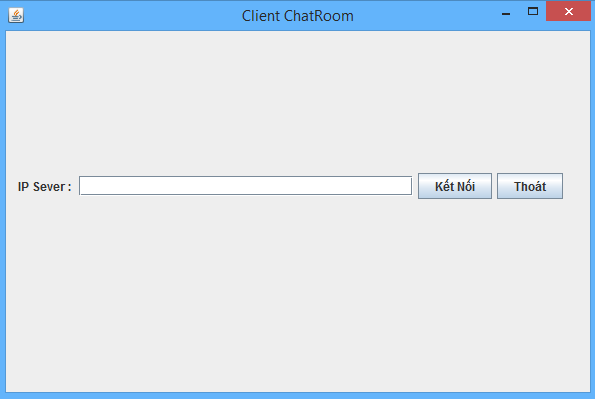 Client ChatRoom
IP Sever : Kết Nối Thoát